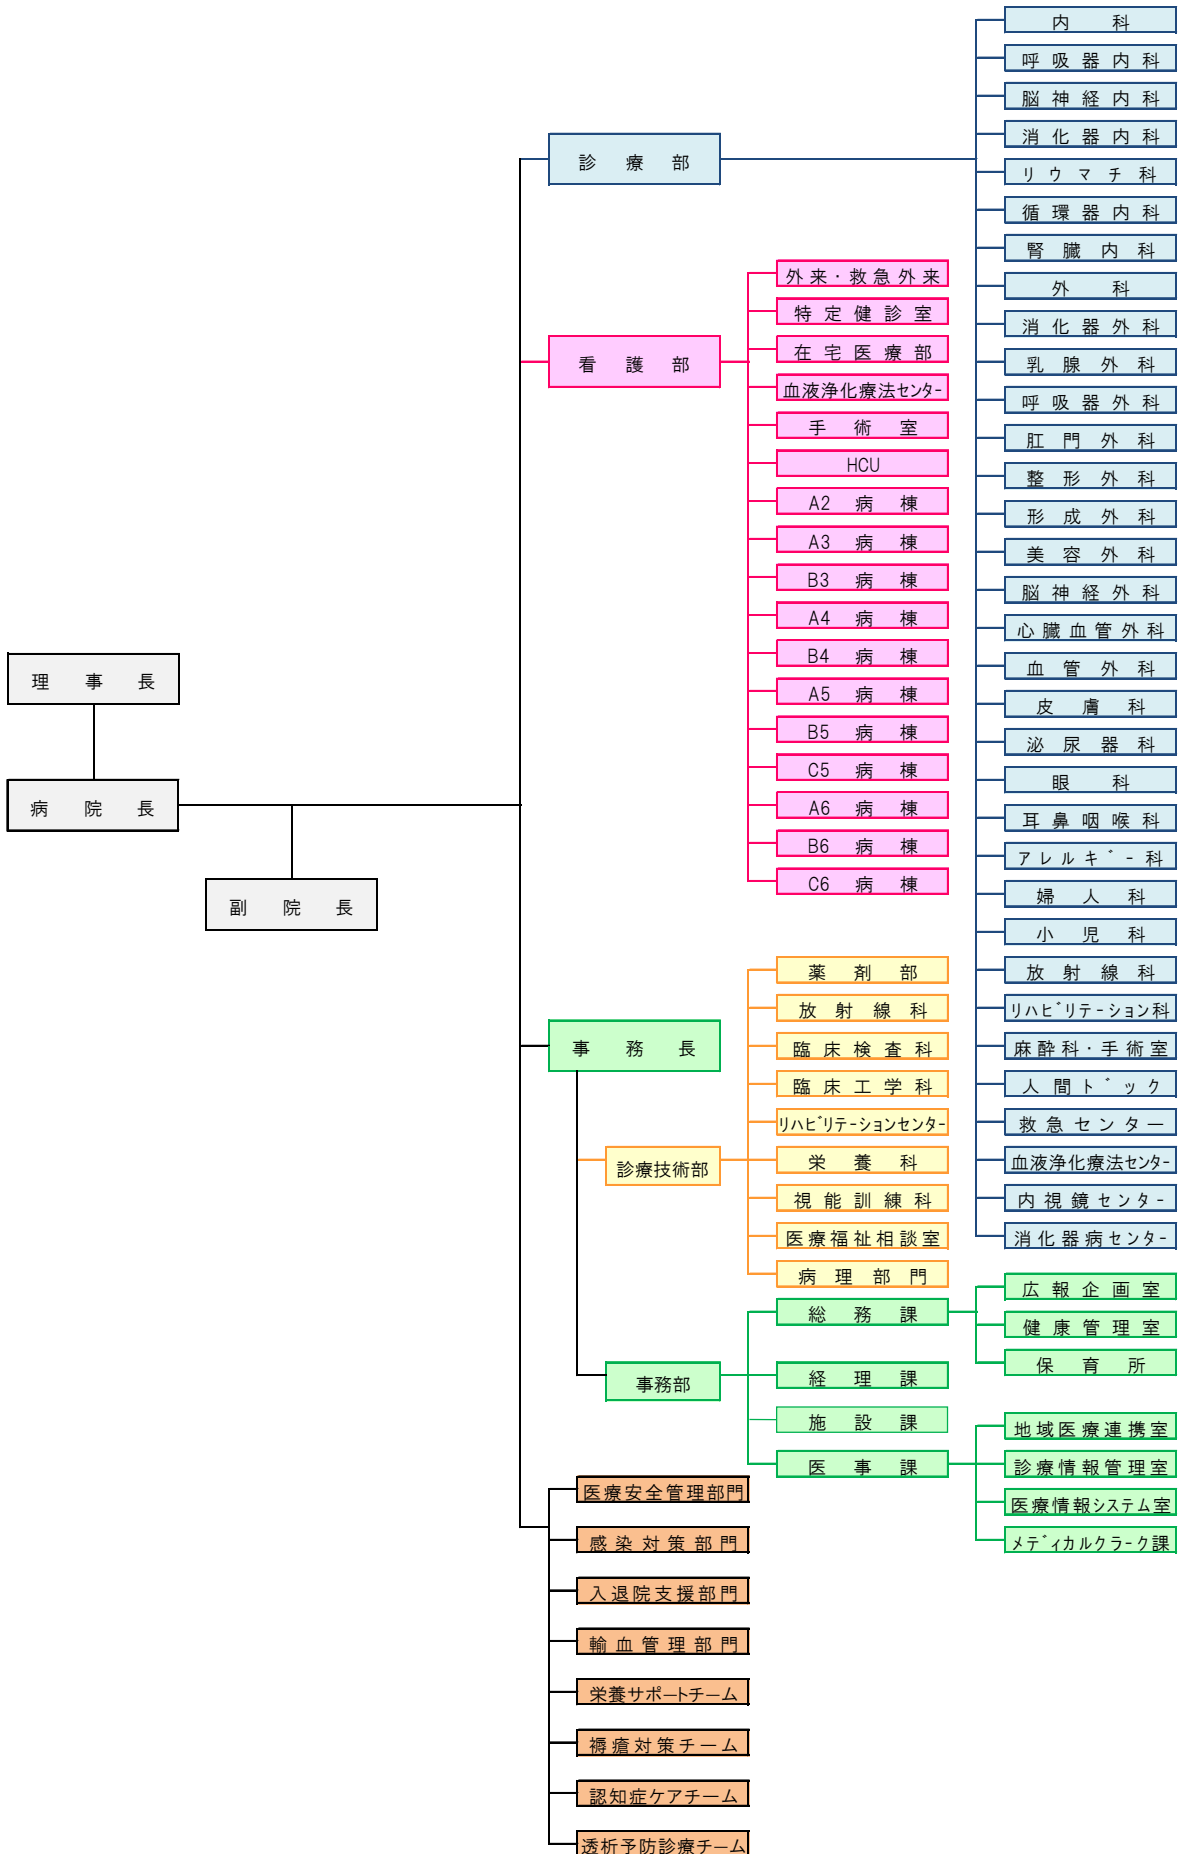 理事長
病院長
副院長
診療部
内科
呼吸器内科
脳神経内科
消化器内科
リウマチ科
循環器内科
腎臓内科
外科
消化器外科
乳腺外科
呼吸器外科
肛門外科
整形外科
形成外科
美容外科
脳神経外科
心臓血管外科
血管外科
皮膚科
泌尿器科
眼科
耳鼻咽喉科
アレルギー科
婦人科
小児科
放射線科
リハビリテーション科
麻酔科・手術室
人間ドック
救急センター
血液浄化療法センター
内視鏡センター
消化器病センター
看護部
外来・救急外来
特定健診室
在宅医療部
血液浄化療法センター
手術室
HCU
A2 病棟
A3 病棟
B3 病棟
A4 病棟
B4 病棟
A5 病棟
B5 病棟
C5 病棟
A6 病棟
B6 病棟
C6 病棟
事務長
診療技術部
薬剤部
放射線科
臨床検査科
臨床工学科
リハビリテーションセンター
栄養科
視能訓練科
医療福祉相談室
病理部門
事務部
総務課
広報企画室
健康管理室
保育所
経理課
施設課
医事課
地域医療連携室
診療情報管理室
医療情報システム室
メディカルクラーク課
医療安全管理部門
感染対策部門
入退院支援部門
輸血管理部門
栄養サポートチーム
褥瘡対策チーム
認知症ケアチーム
透析予防診療チーム